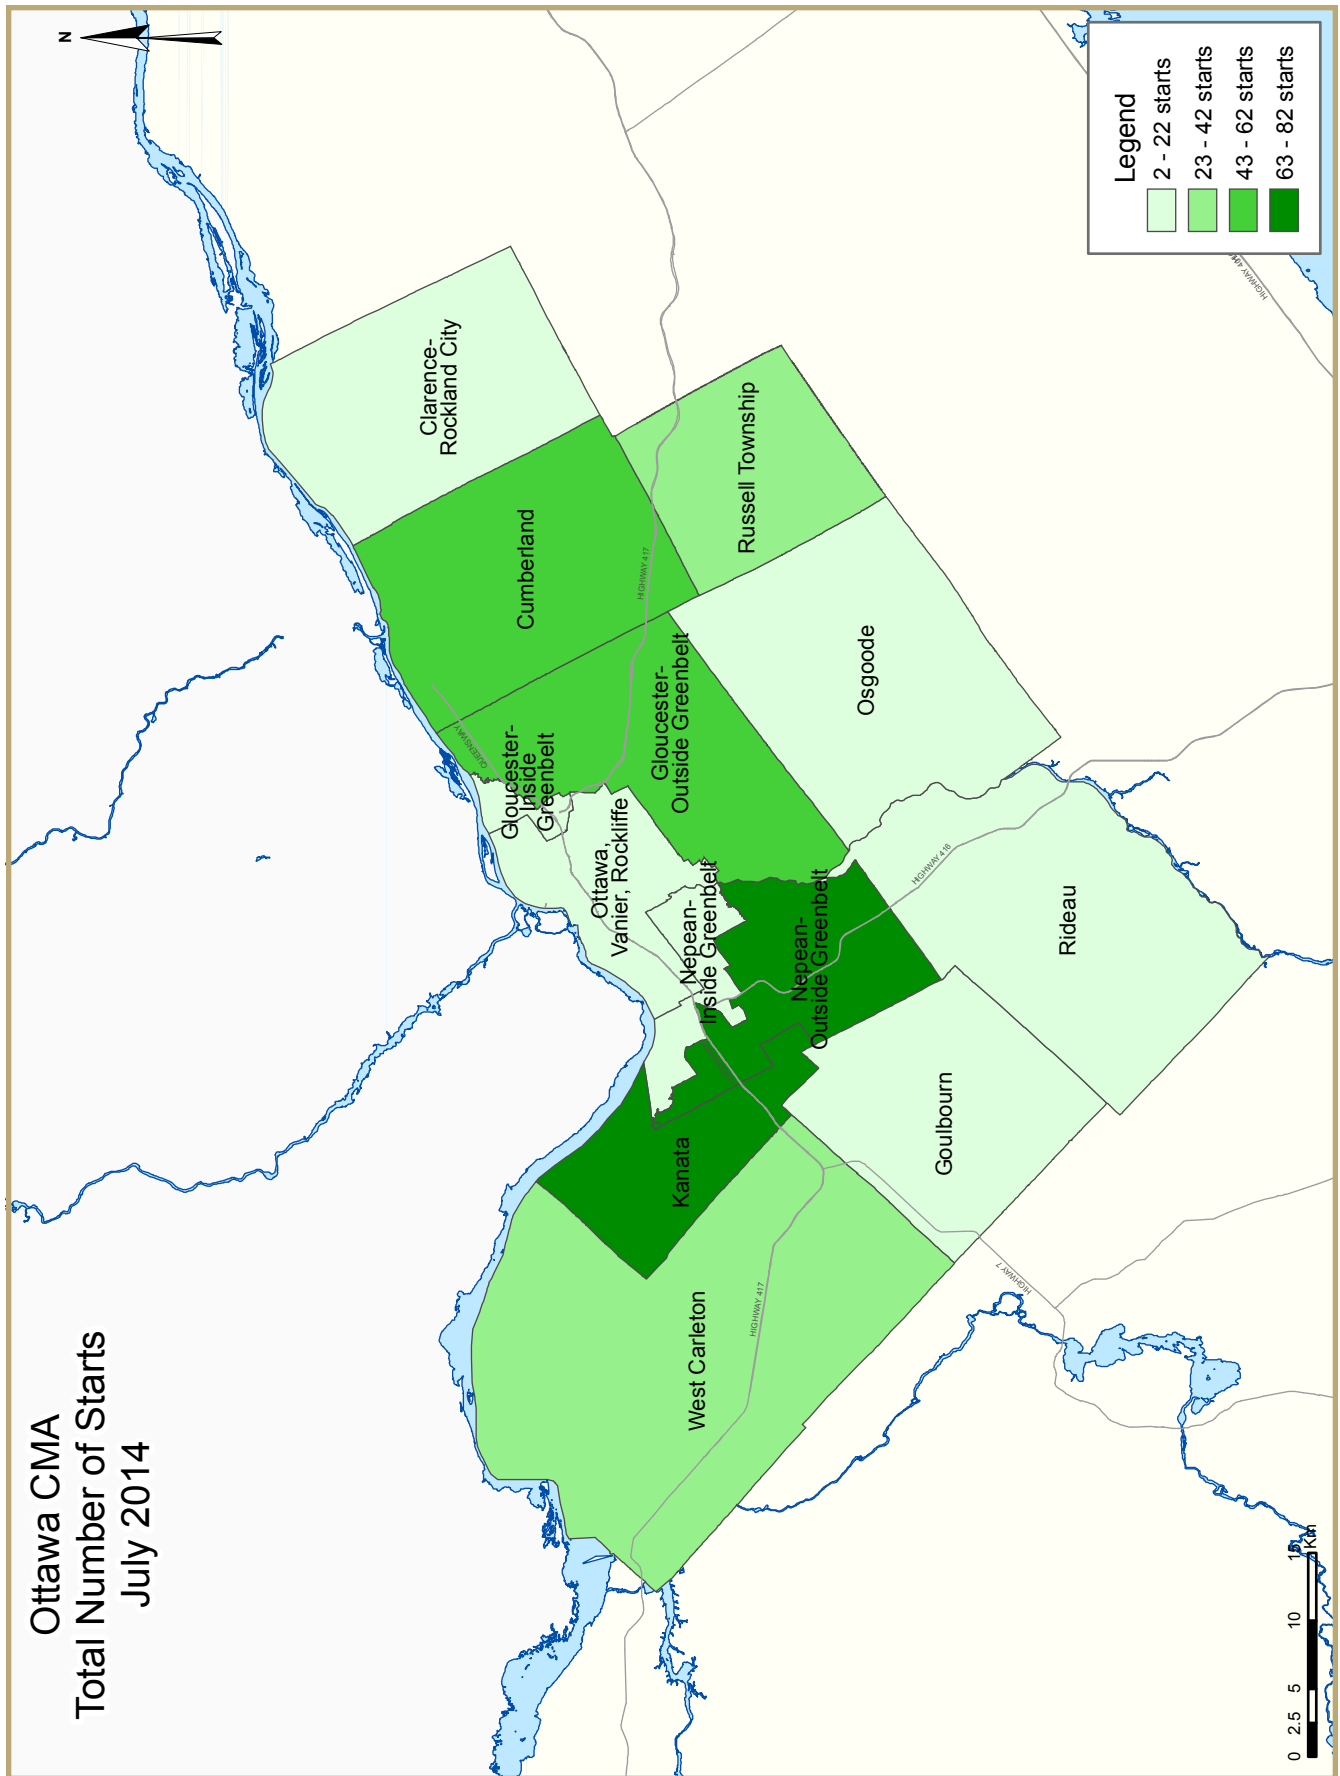 Ottawa CMA
Total Number of Starts
July 2014
N
Legend
2 - 22 starts
23 - 42 starts
43 - 62 starts
63 - 82 starts
Clarence-
Rockland City
Cumberland
Russell Township
HIGHWAY 417
QUEENSWAY
Gloucester-
Inside
Greenbelt
Gloucester-
Outside Greenbelt
Osgoode
Ottawa,
Vanier, Rockliffe
Nepean-
Inside Greenbelt
Nepean-
Outside Greenbelt
HIGHWAY 416
Rideau
Kanata
Goulbourn
West Carleton
HIGHWAY 417
HIGHWAY 7
HIGHWAY 401
0 2.5 5 10 15
Km